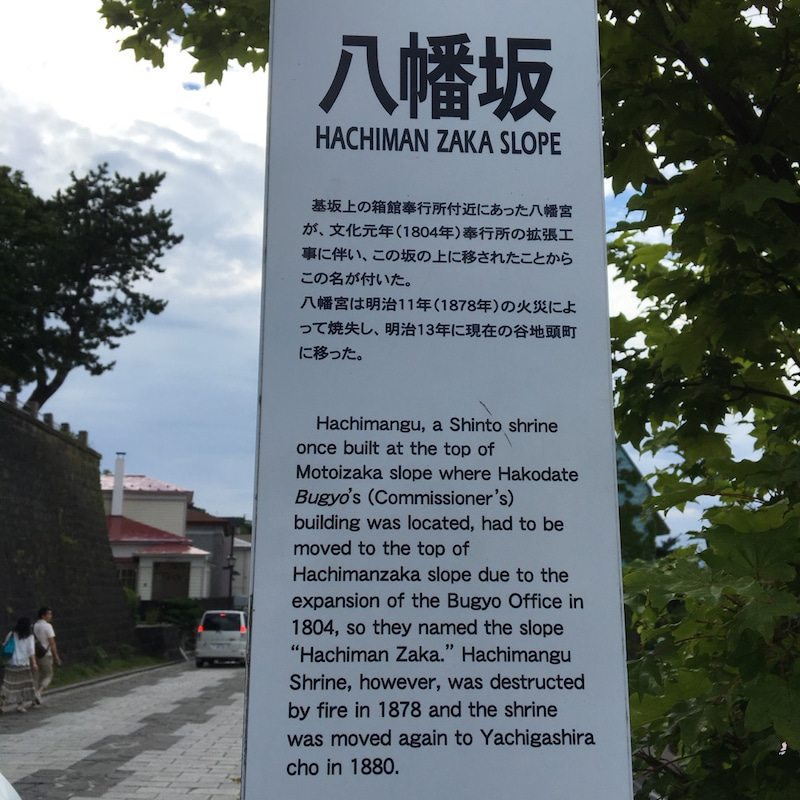 八幡坂
HACHIMAN ZAKA SLOPE
基坂上の箱館奉行所付近にあった八幡宮
が、文化元年(1804年)奉行所の拡張工
事に伴い、この坂の上に移されたことから
この名が付いた。
八幡宮は明治11年(1878年)の火災によ
って焼失し、明治13年に現在の谷地頭町
に移った。
Hachimangu, a Shinto shrine
once built at the top of
Motoizaka slope where Hakodate
Bugyo's (Commissioner's)
building was located, had to be
moved to the top of
Hachimanzaka slope due to the
expansion of the Bugyo Office in
1804, so they named the slope
“Hachiman Zaka.” Hachimangu
Shrine, however, was destructed
by fire in 1878 and the shrine
was moved again to Yachigashira
cho in 1880.